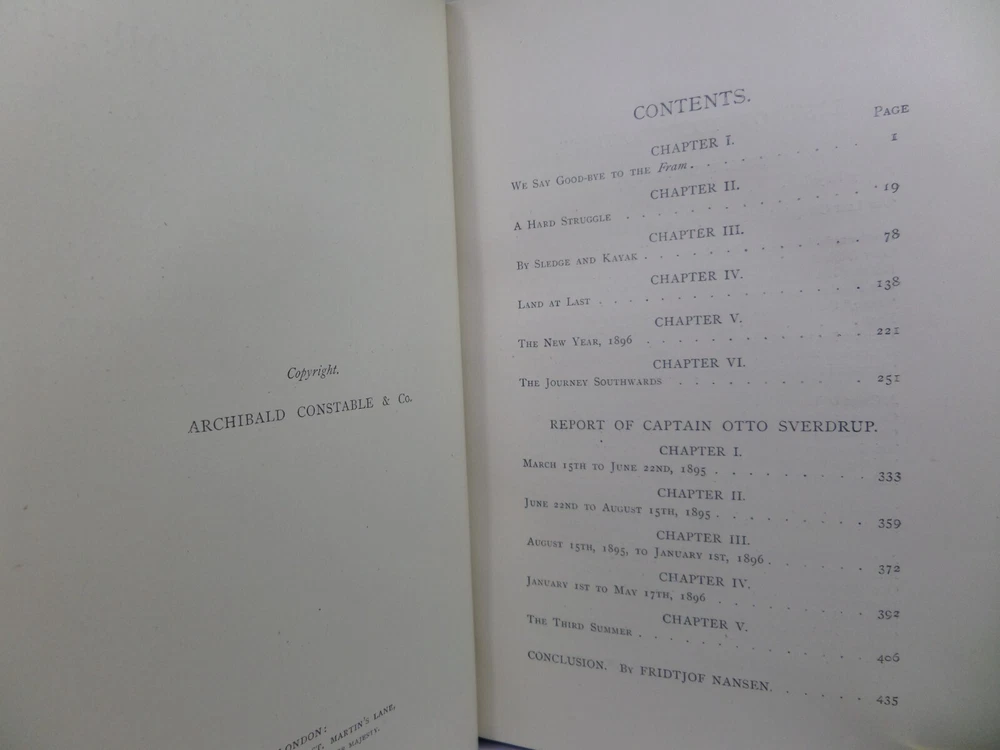 Copyright.
ARCHIBALD CONSTABLE & Co.
LONDON:
MARTIN'S LANE,
MAJESTY.
CONTENTS.
PAGE
CHAPTER I.
We Say Good-bye to the Fram . . . . . . . . . . 1
CHAPTER II.
A Hard Struggle . . . . . . . . . . . . 19
CHAPTER III.
By Sledge and Kayak . . . . . . . . . . . 78
CHAPTER IV.
Land at Last . . . . . . . . . . . . . 138
CHAPTER V.
The New Year, 1896 . . . . . . . . . . . 221
CHAPTER VI.
The Journey Southwards . . . . . . . . . . 251
REPORT OF CAPTAIN OTTO SVERDRUP.
CHAPTER I.
March 15th to June 22nd, 1895 . . . . . . . . 333
CHAPTER II.
June 22nd to August 15th, 1895 . . . . . . . . 359
CHAPTER III.
August 15th, 1895, to January 1st, 1896 . . . . . . 372
CHAPTER IV.
January 1st to May 17th, 1896 . . . . . . . . 392
CHAPTER V.
The Third Summer . . . . . . . . . . . 406
CONCLUSION. By FRIDTJOF NANSEN. . . . . . . 435